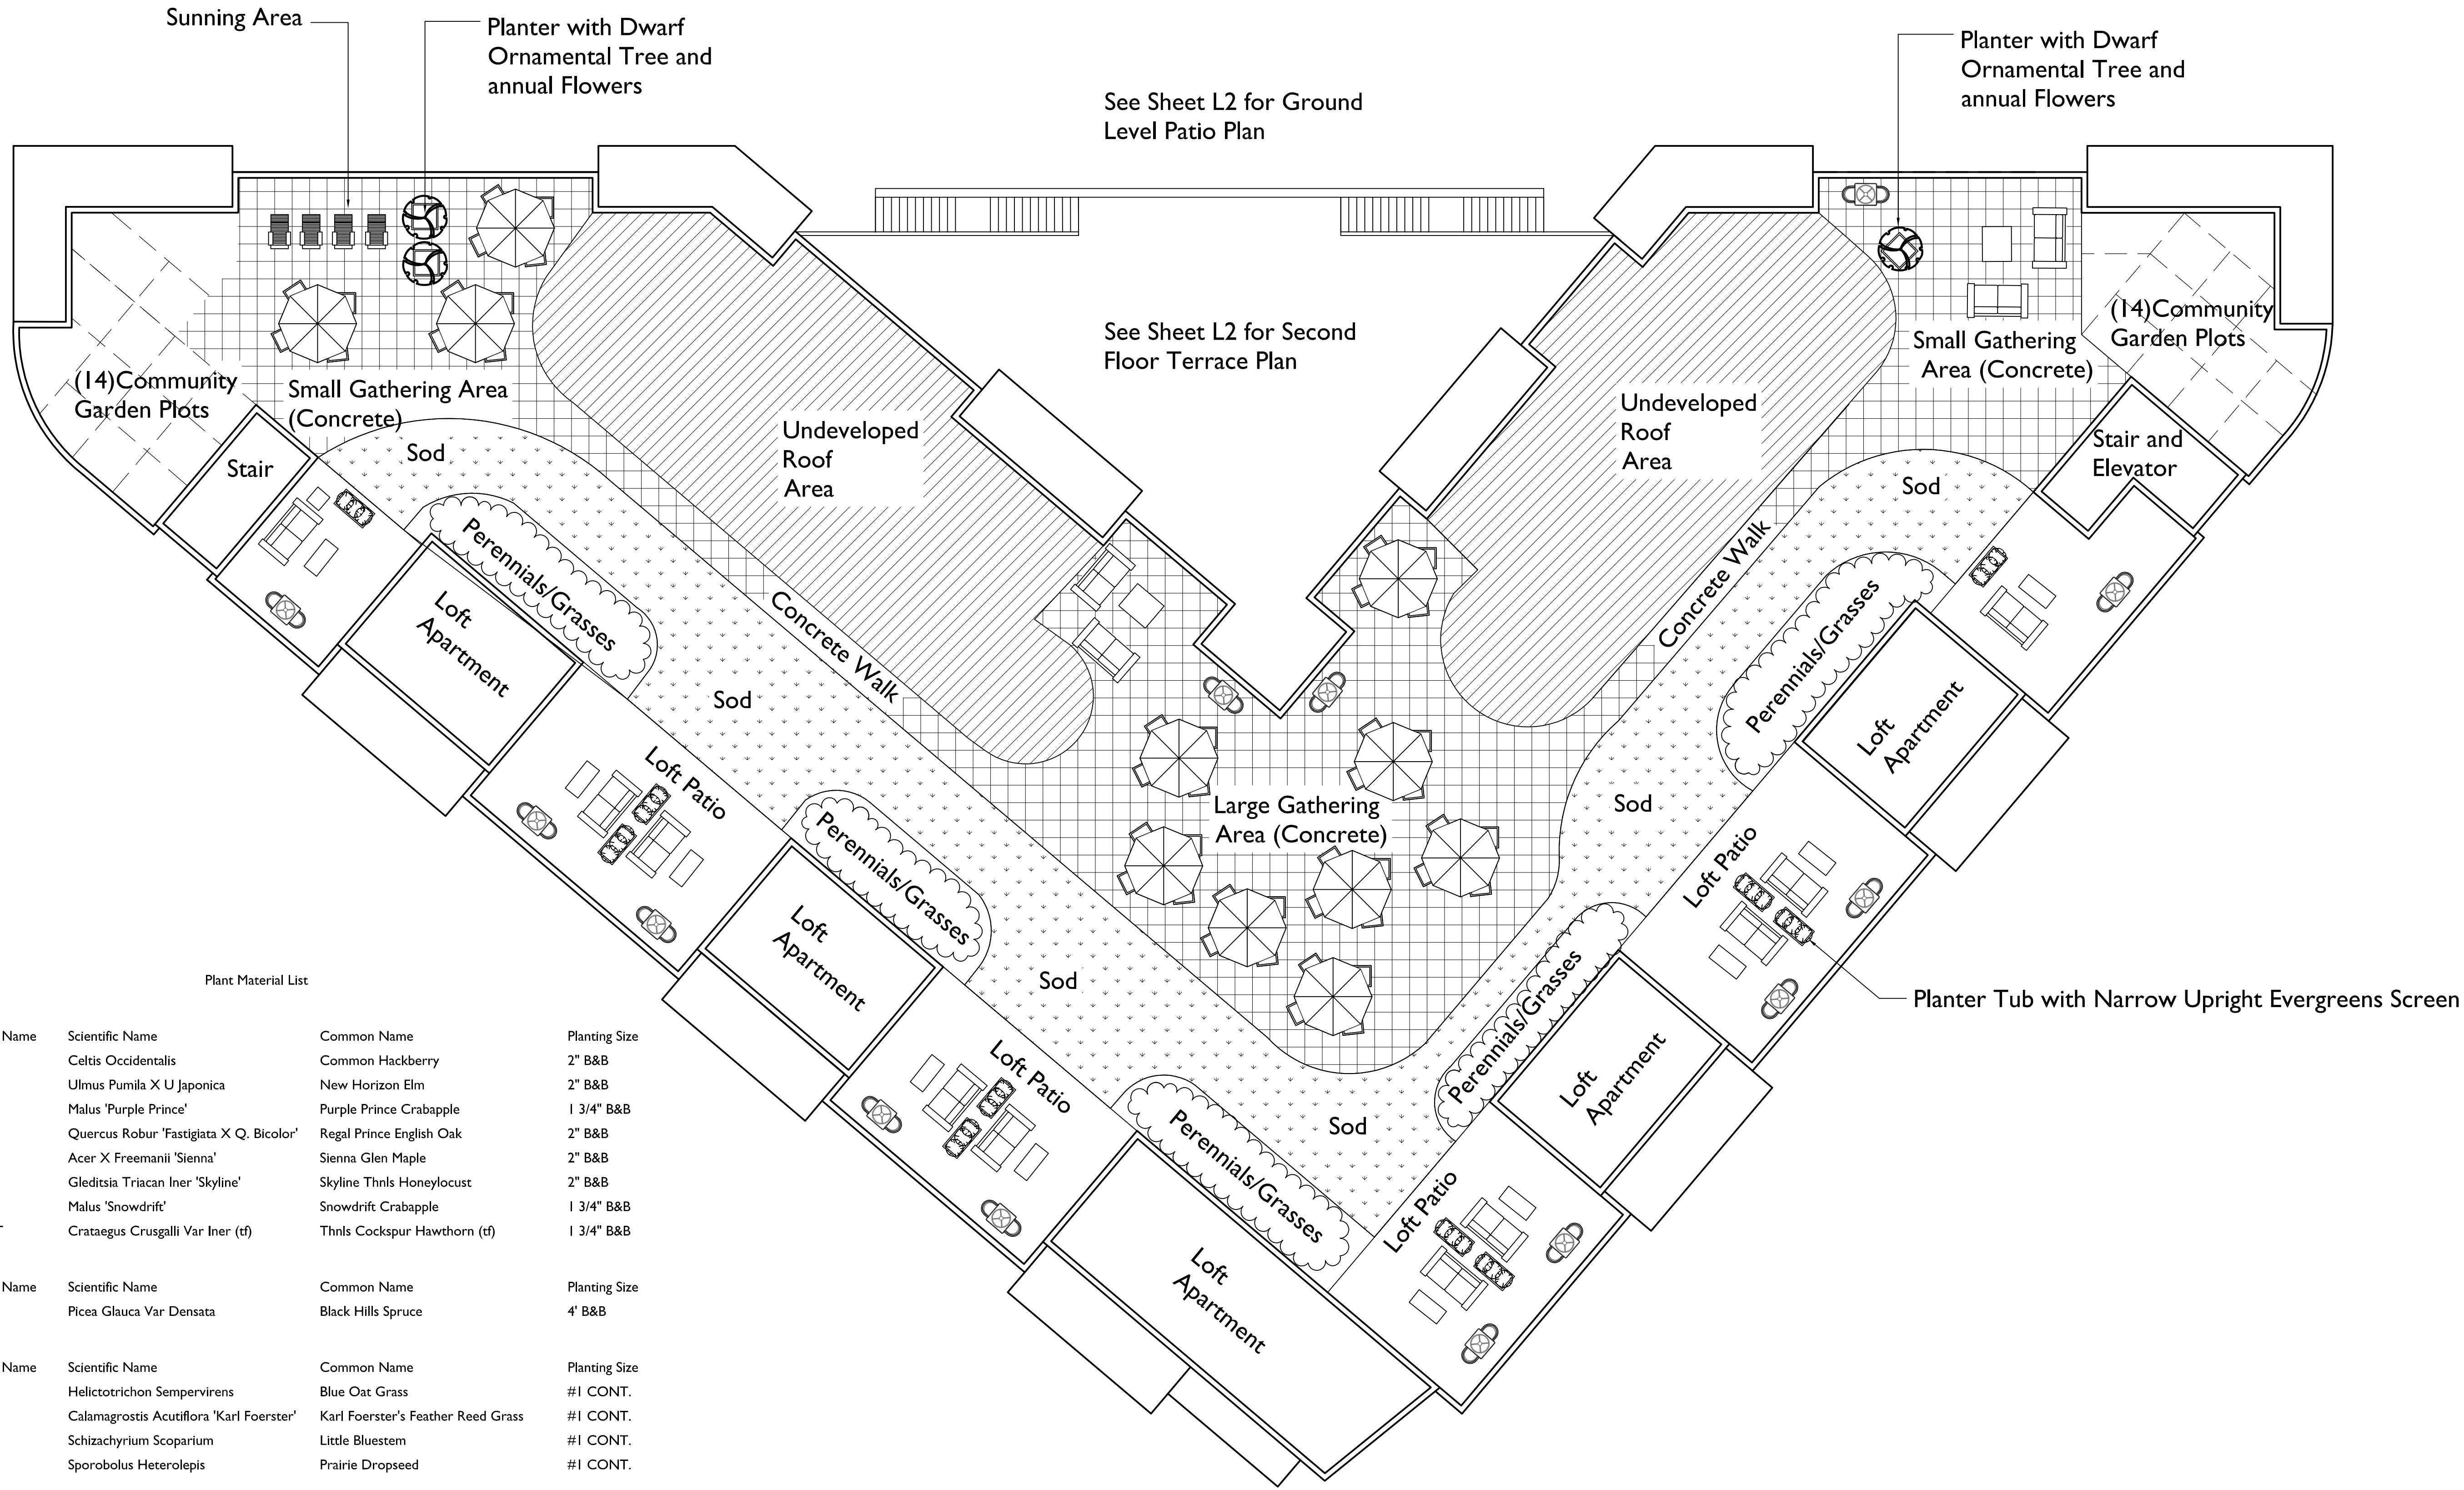 Sunning Area
Planter with Dwarf
Ornamental Tree and
annual Flowers
See Sheet L2 for Ground
Level Patio Plan
Planter with Dwarf
Ornamental Tree and
annual Flowers
See Sheet L2 for Second
Floor Terrace Plan
(14)Community
Garden Plots
Small Gathering Area
(Concrete)
Stair
Sod
Undeveloped
Roof
Area
Undeveloped
Roof
Area
Small Gathering
Area (Concrete)
(14)Community
Garden Plots
Stair and
Elevator
Sod
Perennials/Grasses
Loft
Apartment
Concrete Walk
Sod
Concrete Walk
Perennials/Grasses
Loft
Apartment
Loft Patio
Perennials/Grasses
Loft
Apartment
Large Gathering
Area (Concrete)
Sod
Loft Patio
Sod
Perennials/Grasses
Loft
Apartment
Planter Tub with Narrow Upright Evergreens Screen
Loft Patio
Sod
Perennials/Grasses
Loft
Apartment
Loft Patio
Plant Material List
Name Scientific Name Common Name Planting Size
Celtis Occidentalis Common Hackberry 2" B&B
Ulmus Pumila X U Japonica New Horizon Elm 2" B&B
Malus 'Purple Prince' Purple Prince Crabapple 1 3/4" B&B
Quercus Robur 'Fastigiata X Q. Bicolor' Regal Prince English Oak 2" B&B
Acer X Freemanii 'Sienna' Sienna Glen Maple 2" B&B
Gleditsia Triacan Iner 'Skyline' Skyline Thnls Honeylocust 2" B&B
Malus 'Snowdrift' Snowdrift Crabapple 1 3/4" B&B
Crataegus Crusgalli Var Iner (tf) Thnls Cockspur Hawthorn (tf) 1 3/4" B&B
Name Scientific Name Common Name Planting Size
Picea Glauca Var Densata Black Hills Spruce 4' B&B
Name Scientific Name Common Name Planting Size
Helictotrichon Sempervirens Blue Oat Grass #1 CONT.
Calamagrostis Acutiflora 'Karl Foerster' Karl Foerster's Feather Reed Grass #1 CONT.
Schizachyrium Scoparium Little Bluestem #1 CONT.
Sporobolus Heterolepis Prairie Dropseed #1 CONT.